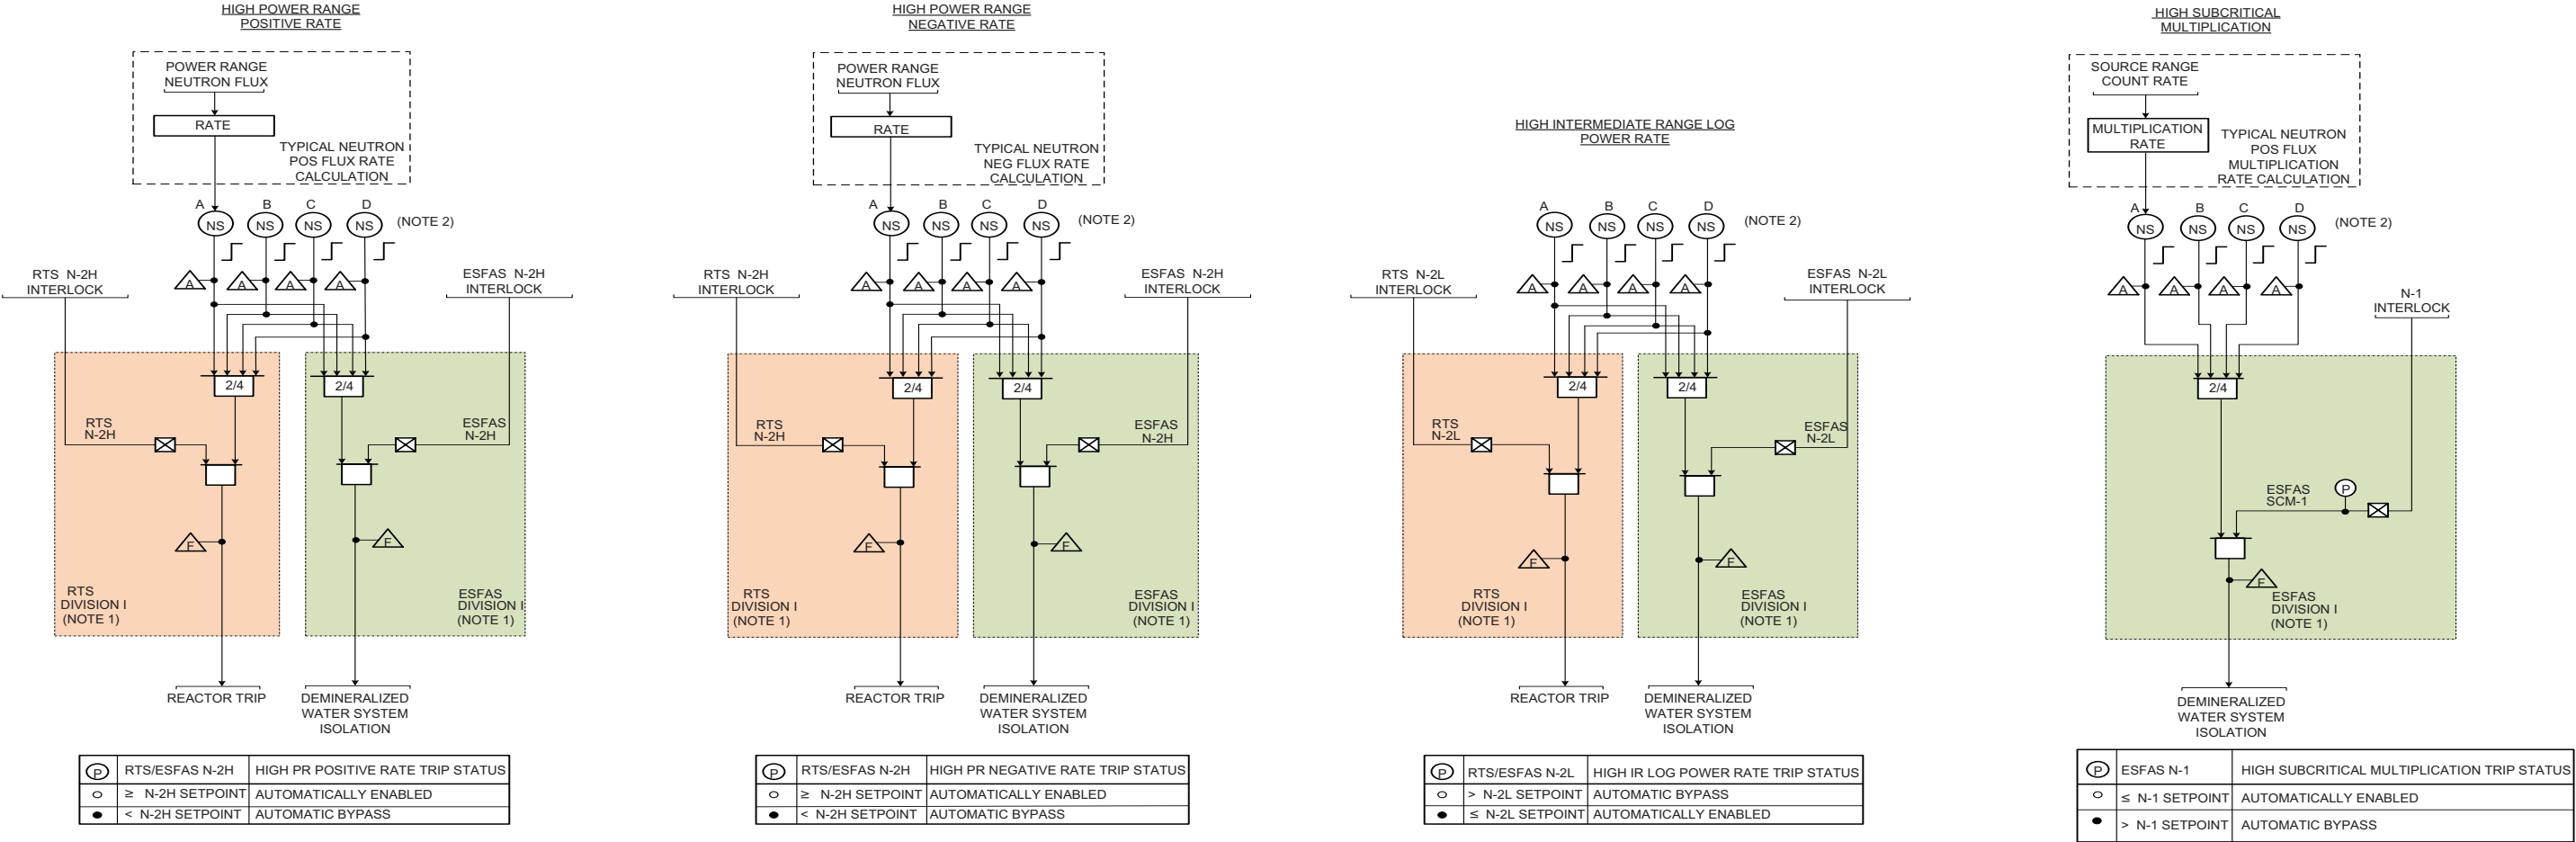 HIGH POWER RANGE
POSITIVE RATE
POWER RANGE
NEUTRON FLUX
RATE
TYPICAL NEUTRON
POS FLUX RATE
CALCULATION
A B C D
NS NS NS NS (NOTE 2)
A A A A
RTS N-2H
INTERLOCK
ESFAS N-2H
INTERLOCK
2/4 2/4
RTS
N-2H
ESFAS
N-2H
F F
RTS
DIVISION I
(NOTE 1)
ESFAS
DIVISION I
(NOTE 1)
REACTOR TRIP
DEMINERALIZED
WATER SYSTEM
ISOLATION
P RTS/ESFAS N-2H HIGH PR POSITIVE RATE TRIP STATUS
≥ N-2H SETPOINT AUTOMATICALLY ENABLED
< N-2H SETPOINT AUTOMATIC BYPASS
HIGH POWER RANGE
NEGATIVE RATE
POWER RANGE
NEUTRON FLUX
RATE
TYPICAL NEUTRON
NEG FLUX RATE
CALCULATION
A B C D
NS NS NS NS (NOTE 2)
A A A A
RTS N-2H
INTERLOCK
ESFAS N-2H
INTERLOCK
2/4 2/4
RTS
N-2H
ESFAS
N-2H
F F
RTS
DIVISION I
(NOTE 1)
ESFAS
DIVISION I
(NOTE 1)
REACTOR TRIP
DEMINERALIZED
WATER SYSTEM
ISOLATION
P RTS/ESFAS N-2H HIGH PR NEGATIVE RATE TRIP STATUS
≥ N-2H SETPOINT AUTOMATICALLY ENABLED
< N-2H SETPOINT AUTOMATIC BYPASS
HIGH INTERMEDIATE RANGE LOG
POWER RATE
A B C D
NS NS NS NS (NOTE 2)
A A A A
RTS N-2L
INTERLOCK
ESFAS N-2L
INTERLOCK
2/4 2/4
RTS
N-2L
ESFAS
N-2L
F F
RTS
DIVISION I
(NOTE 1)
ESFAS
DIVISION I
(NOTE 1)
REACTOR TRIP
DEMINERALIZED
WATER SYSTEM
ISOLATION
P RTS/ESFAS N-2L HIGH IR LOG POWER RATE TRIP STATUS
> N-2L SETPOINT AUTOMATIC BYPASS
≤ N-2L SETPOINT AUTOMATICALLY ENABLED
HIGH SUBCRITICAL
MULTIPLICATION
SOURCE RANGE
COUNT RATE
MULTIPLICATION
RATE
TYPICAL NEUTRON
POS FLUX
MULTIPLICATION
RATE CALCULATION
A B C D
NS NS NS NS (NOTE 2)
A A A A
N-1
INTERLOCK
2/4
P
ESFAS
SCM-1
F
ESFAS
DIVISION I
(NOTE 1)
DEMINERALIZED
WATER SYSTEM
ISOLATION
P ESFAS N-1 HIGH SUBCRITICAL MULTIPLICATION TRIP STATUS
≤ N-1 SETPOINT AUTOMATICALLY ENABLED
> N-1 SETPOINT AUTOMATIC BYPASS